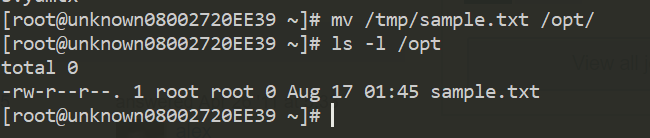 [root@unknown08002720EE39 ~]# mv /tmp/sample.txt /opt/
[root@unknown08002720EE39 ~]# ls -l /opt
total 0
-rw-r--r--. 1 root root 0 Aug 17 01:45 sample.txt
[root@unknown08002720EE39 ~]#